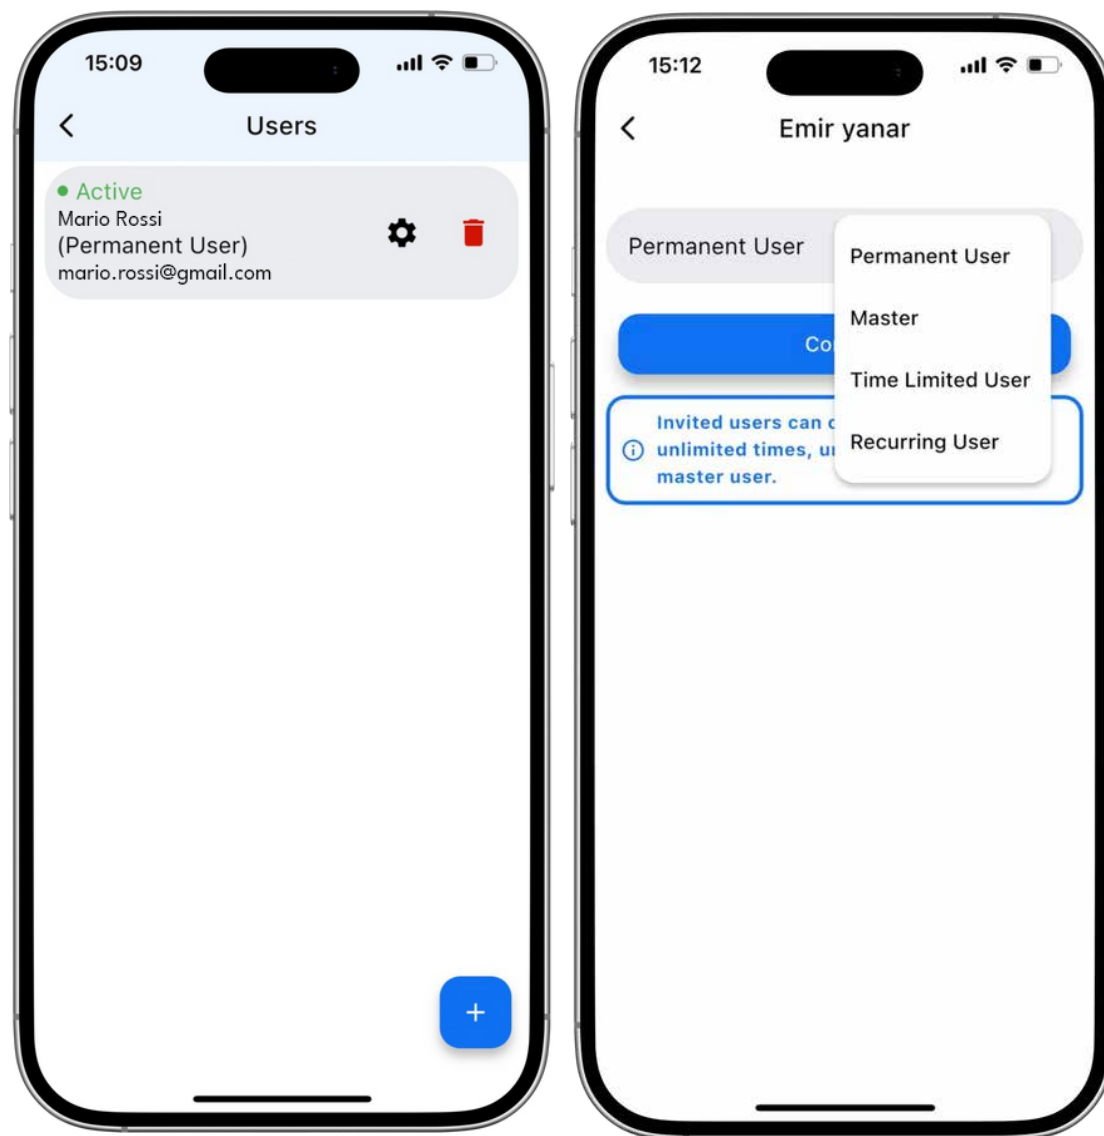 15:09
Users
Active
Mario Rossi
(Permanent User)
mario.rossi@gmail.com
+
15:12
Emir yanar
Permanent User
Permanent User
Master
Time Limited User
Recurring User
Invited users can
unlimited times,
master user.